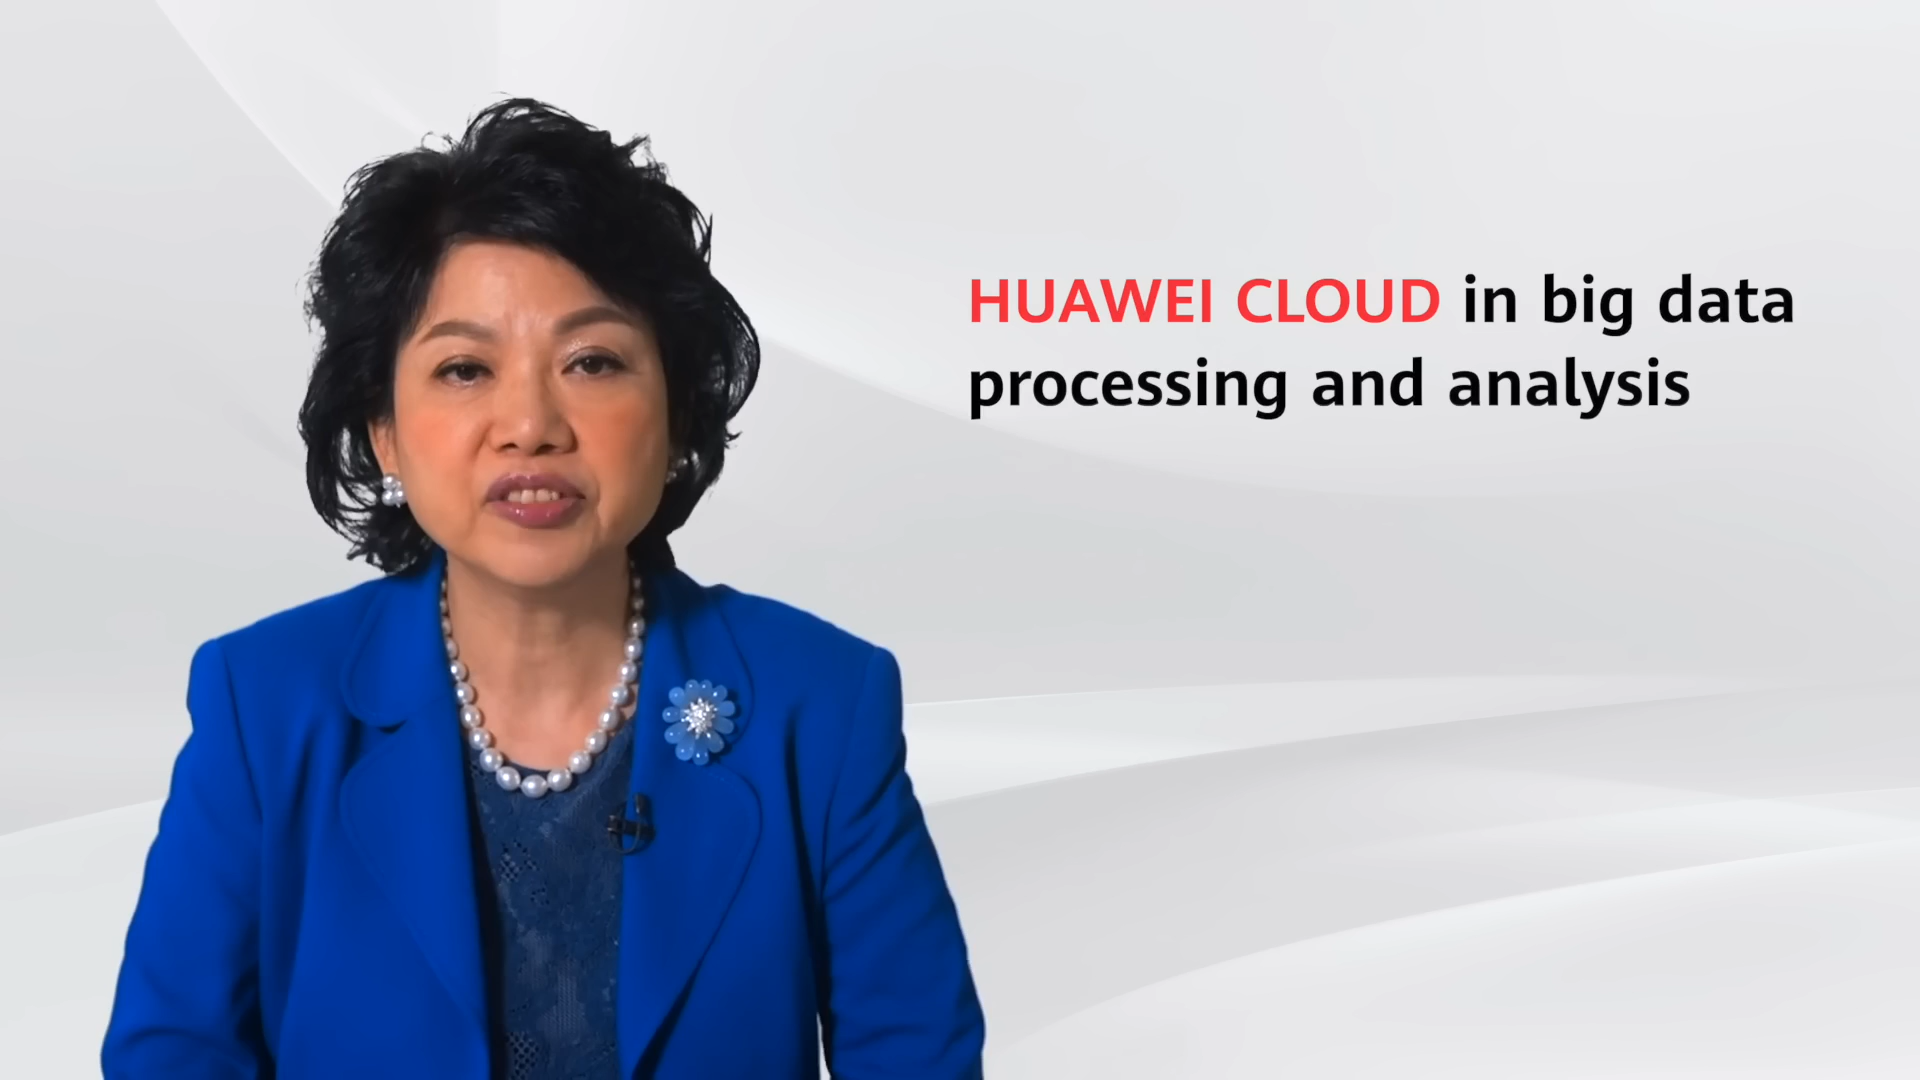 HUAWEI CLOUD in big data
processing and analysis